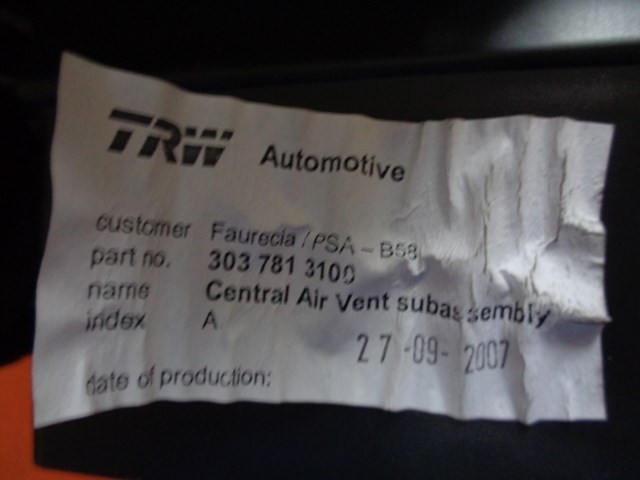 TRW Automotive
customer Faurecia / PSA - B58
part no. 303 781 3100
name Central Air Vent subassembly
index A
27-09-2007
date of production: